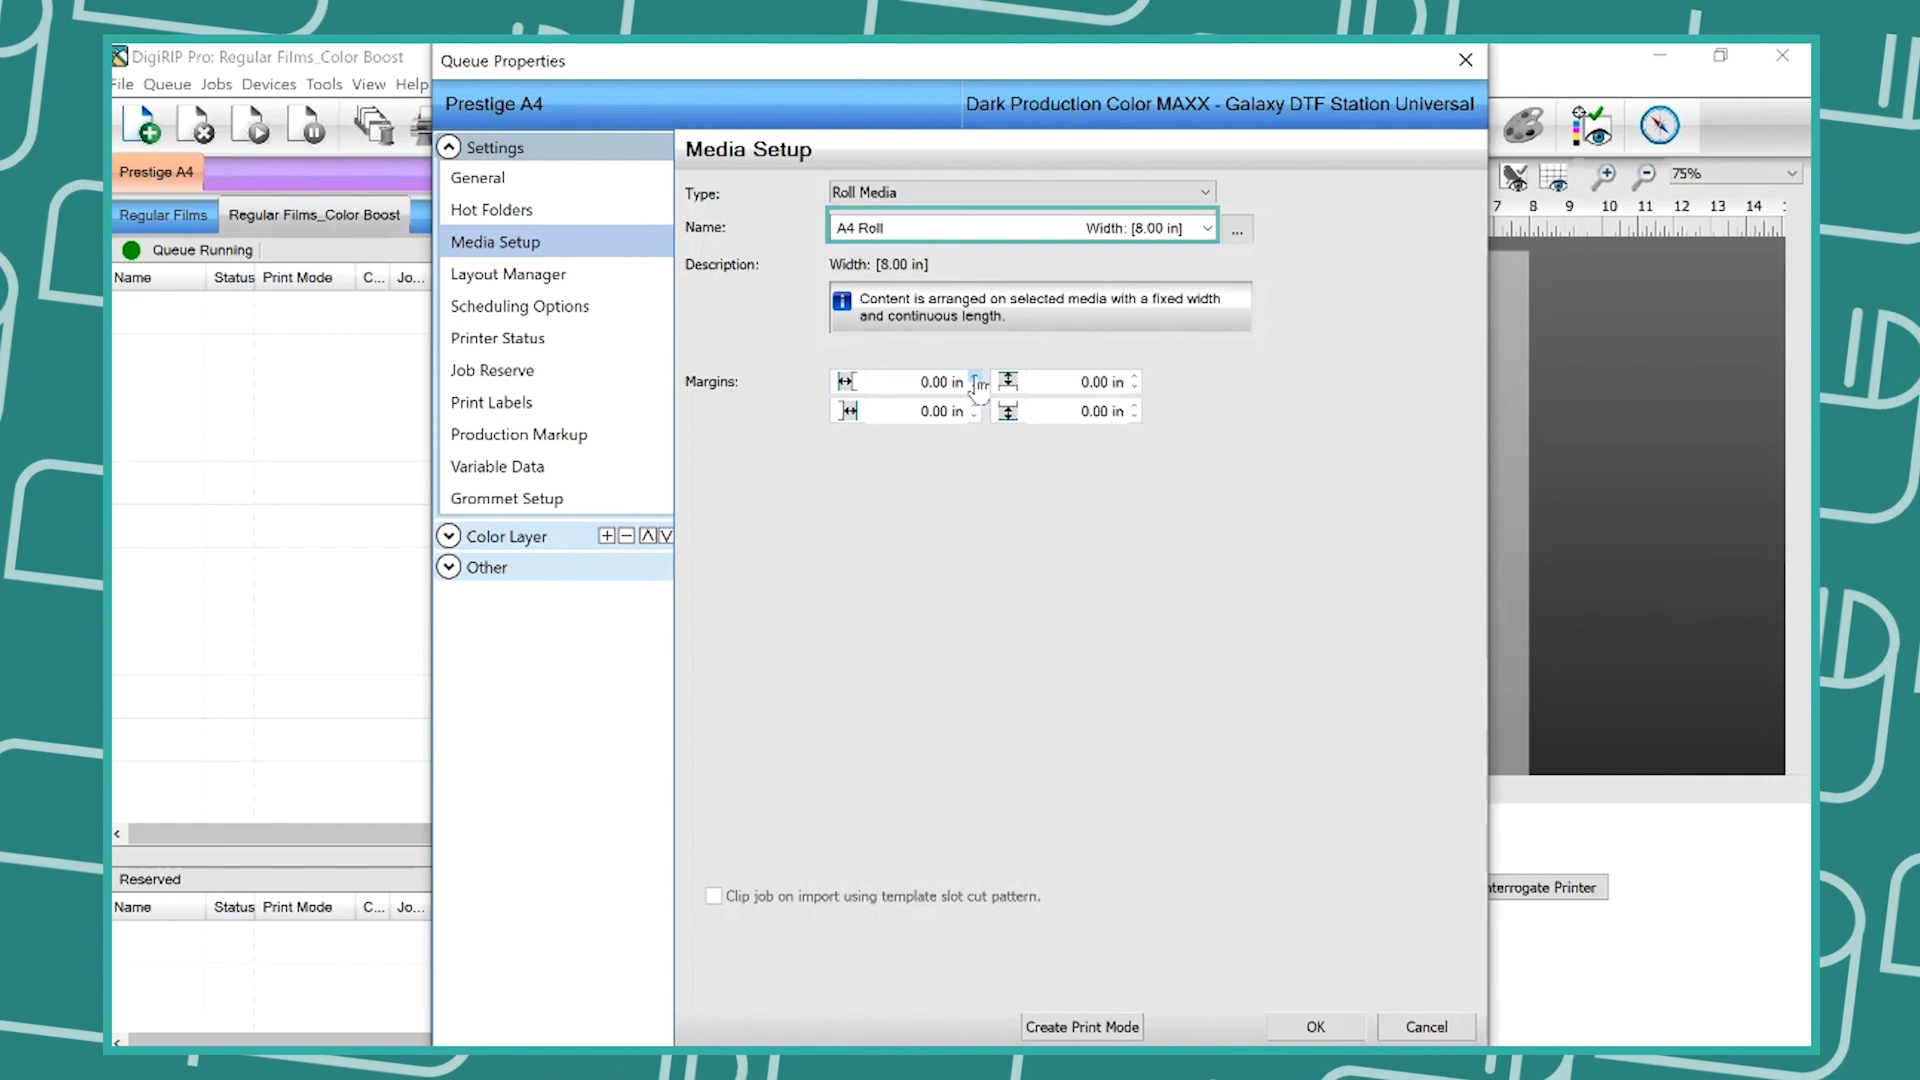 DigiRIP Pro: Regular Films_Color Boost
File Queue Jobs Devices Tools View Help
Prestige A4
Regular Films
Regular Films_Color Boost
Queue Running
Name Status Print Mode C... Jo...
Reserved
Name Status Print Mode C... Jo...
Queue Properties
Prestige A4
Dark Production Color MAXX - Galaxy DTF Station Universal
Settings
General
Hot Folders
Media Setup
Layout Manager
Scheduling Options
Printer Status
Job Reserve
Print Labels
Production Markup
Variable Data
Grommet Setup
Color Layer
Other
Media Setup
Type: Roll Media
Name: A4 Roll Width: [8.00 in] ...
Description: Width: [8.00 in]
Content is arranged on selected media with a fixed width
and continuous length.
Margins: 0.00 in 0.00 in
0.00 in 0.00 in
Clip job on import using template slot cut pattern.
Create Print Mode OK Cancel
75%
7 8 9 10 11 12 13 14
nterrogate Printer